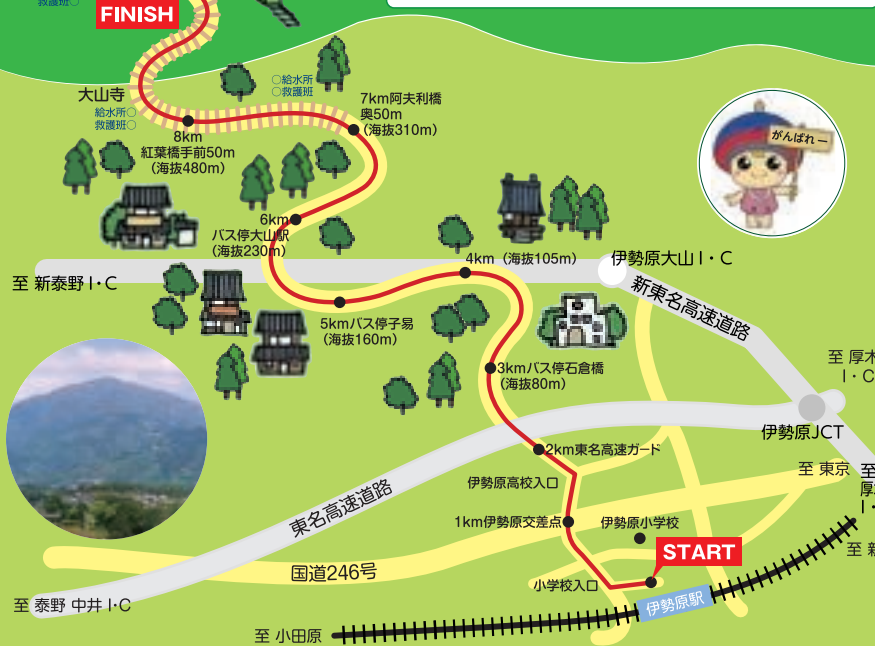 救護班○
FINISH
○給水所
○救護班
大山寺
給水所○
救護班○
7km阿夫利橋
奥50m
(海抜310m)
8km
紅葉橋手前50m
(海抜480m)
がんばれー
6km
バス停大山駅
(海抜230m)
4km (海抜105m)
伊勢原大山 I・C
至 新秦野 I・C
新東名高速道路
5kmバス停子易
(海抜160m)
3kmバス停石倉橋
(海抜80m)
至 厚木
I・C
伊勢原JCT
2km東名高速ガード
至 東京
至
厚
I・
伊勢原高校入口
東名高速道路
1km伊勢原交差点
伊勢原小学校
START
至 新
国道246号
小学校入口
至 秦野 中井 I・C
伊勢原駅
至 小田原